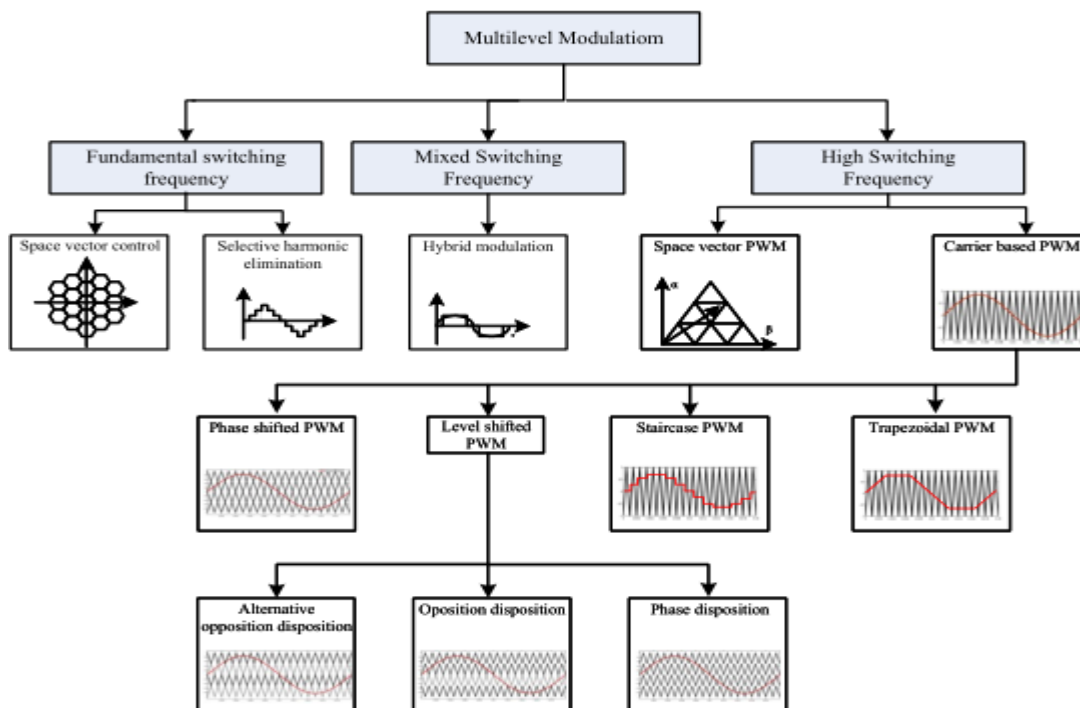 Multilevel Modulatiom
Fundamental switching
frequency
Mixed Switching
Frequency
High Switching
Frequency
Space vector control
Selective harmonic
elimination
Hybrid modulation
Space vector PWM
α
β
Carrier based PWM
Phase shifted PWM
Level shifted
PWM
Staircase PWM
Trapezoidal PWM
Alternative
opposition disposition
Oposition disposition
Phase disposition